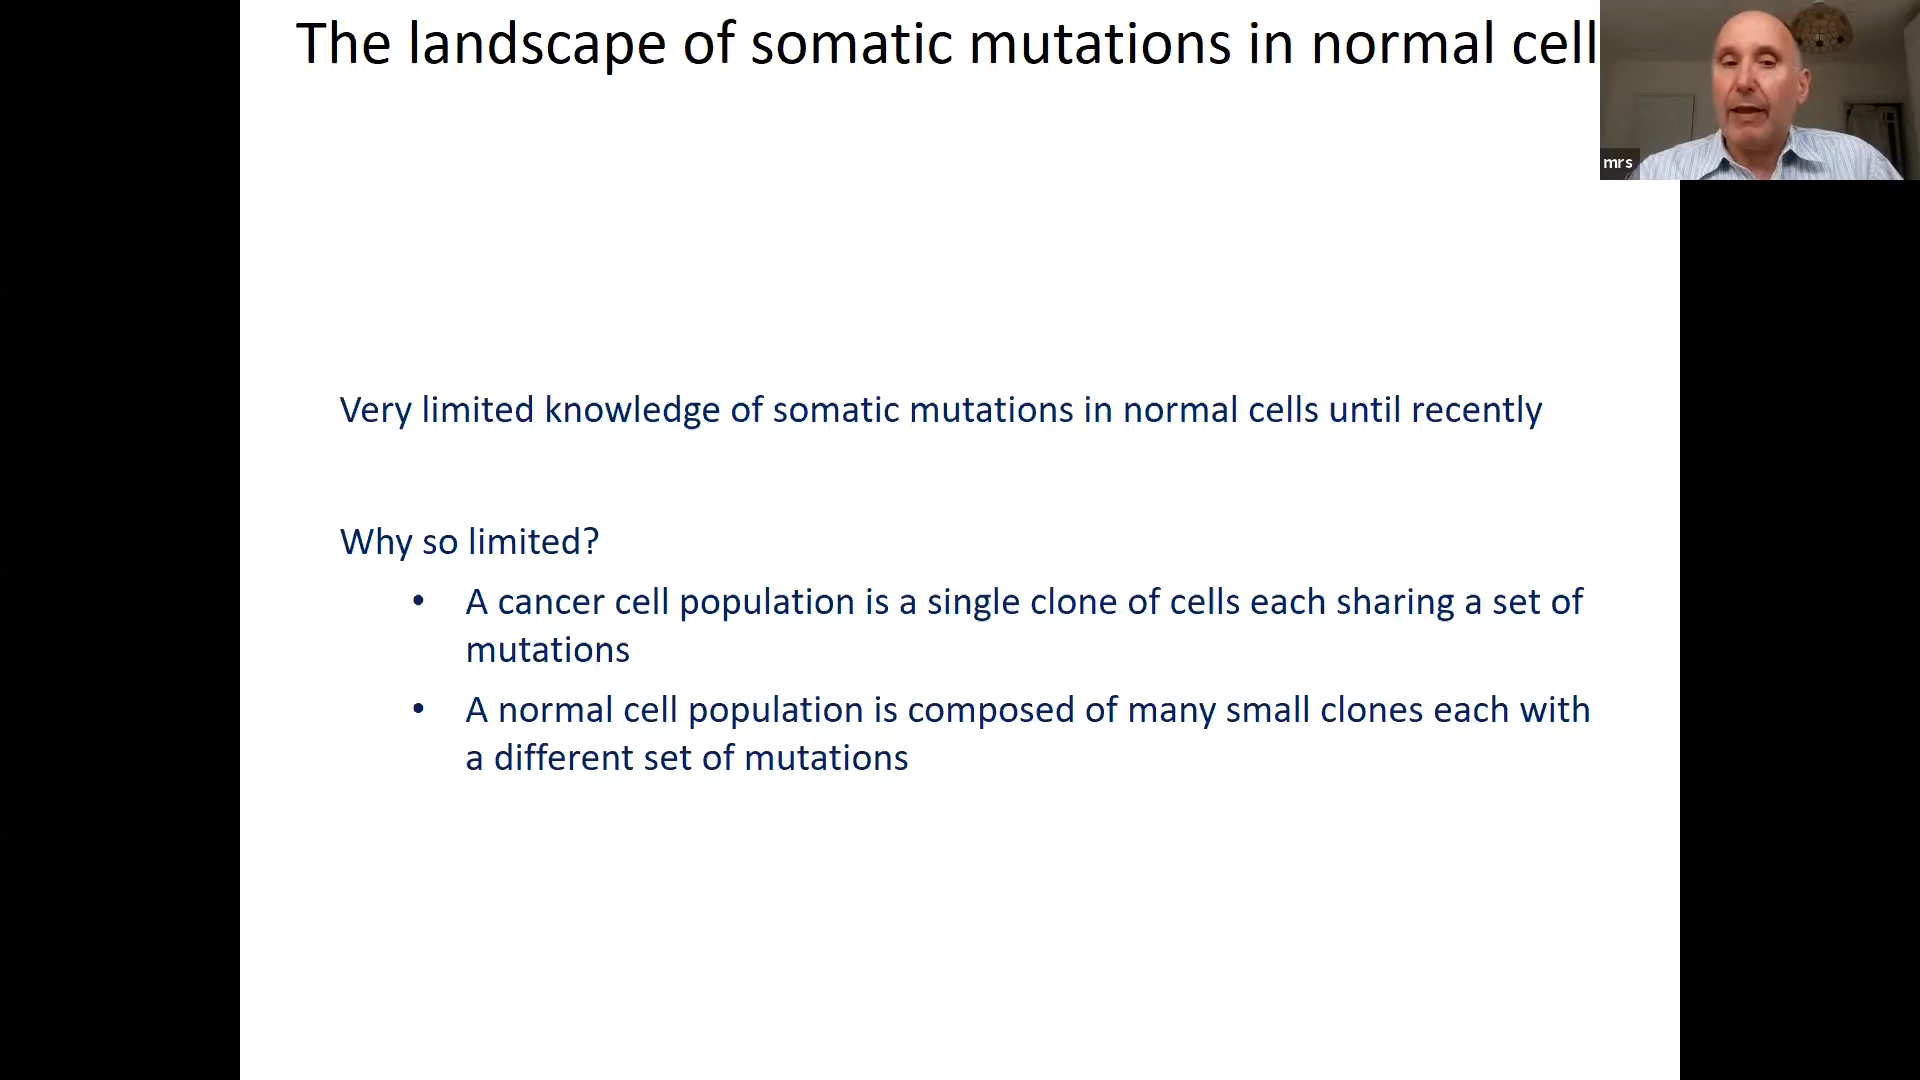 The landscape of somatic mutations in normal cell
mrs
Very limited knowledge of somatic mutations in normal cells until recently
Why so limited?
• A cancer cell population is a single clone of cells each sharing a set of
mutations
• A normal cell population is composed of many small clones each with
a different set of mutations